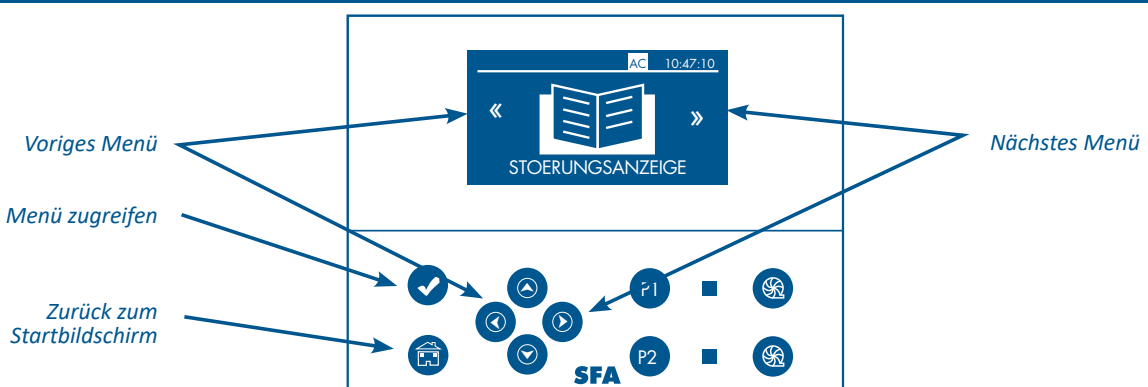 AC 10:47:10
« »
STOERUNGSANZEIGE
Voriges Menü
Nächstes Menü
Menü zugreifen
Zurück zum
Startbildschirm
P1
P2
SFA